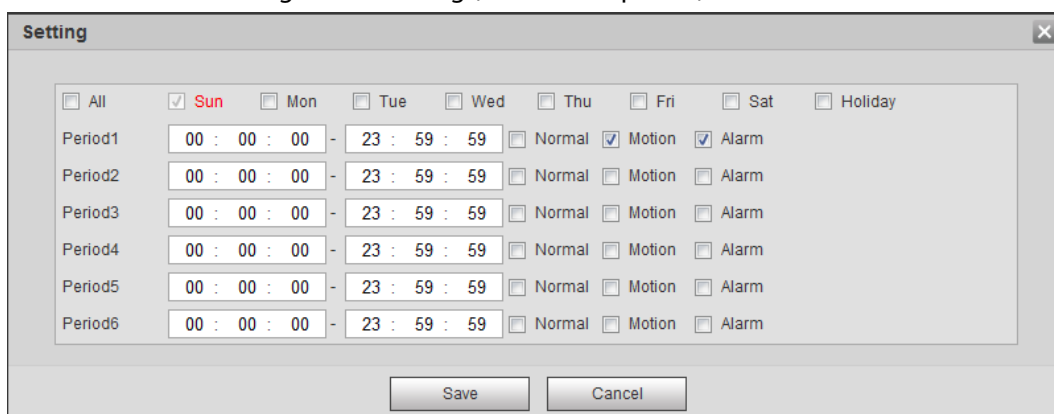 Setting
All Sun Mon Tue Wed Thu Fri Sat Holiday
Period1 00 : 00 : 00 - 23 : 59 : 59 Normal Motion Alarm
Period2 00 : 00 : 00 - 23 : 59 : 59 Normal Motion Alarm
Period3 00 : 00 : 00 - 23 : 59 : 59 Normal Motion Alarm
Period4 00 : 00 : 00 - 23 : 59 : 59 Normal Motion Alarm
Period5 00 : 00 : 00 - 23 : 59 : 59 Normal Motion Alarm
Period6 00 : 00 : 00 - 23 : 59 : 59 Normal Motion Alarm
Save Cancel